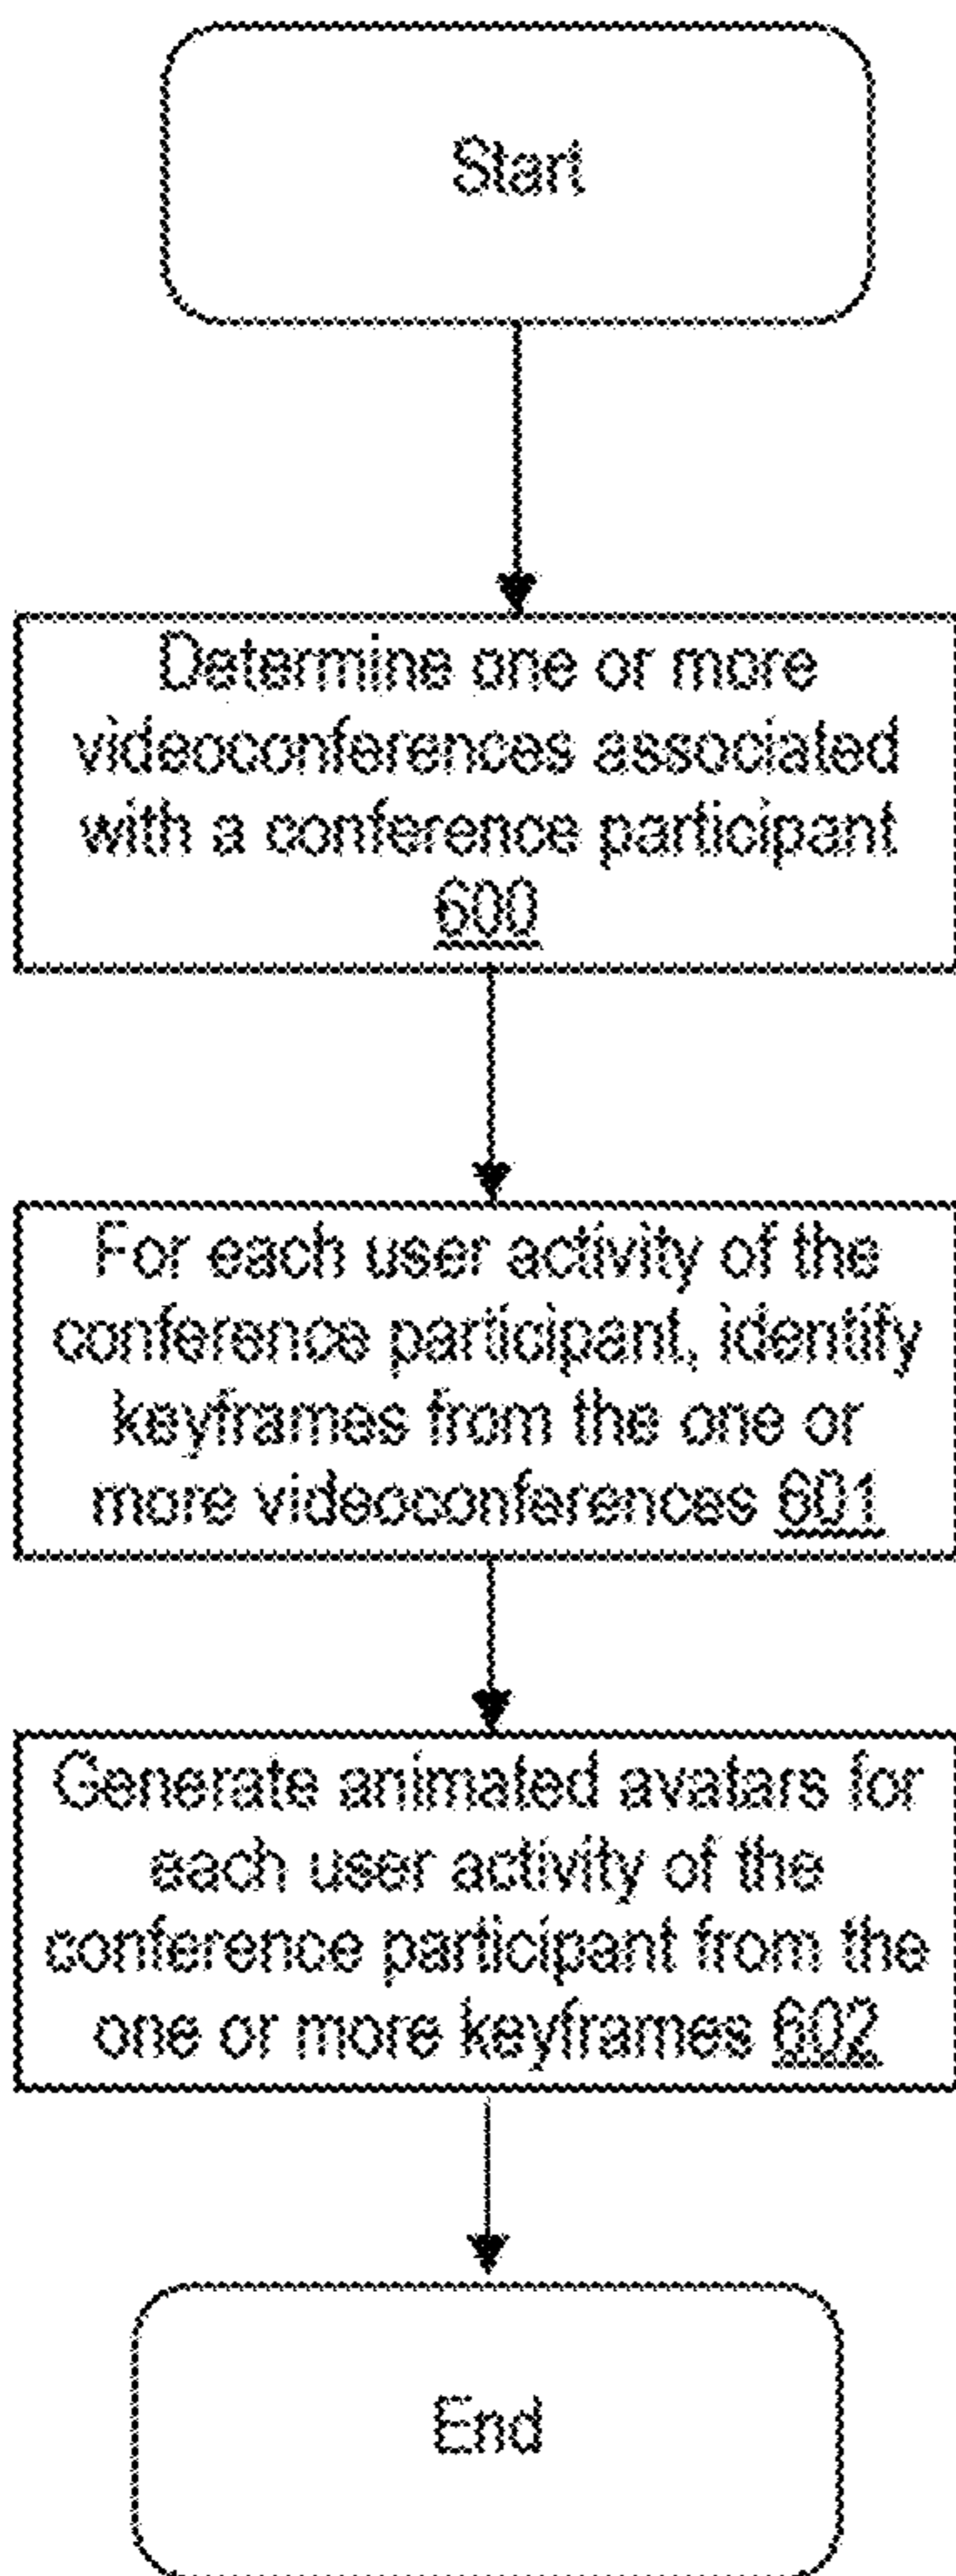 Start
Determine one or more
videoconferences associated
with a conference participant
600
For each user activity of the
conference participant, identify
keyframes from the one or
more videoconferences 601
Generate animated avatars for
each user activity of the
conference participant from the
one or more keyframes 602
End